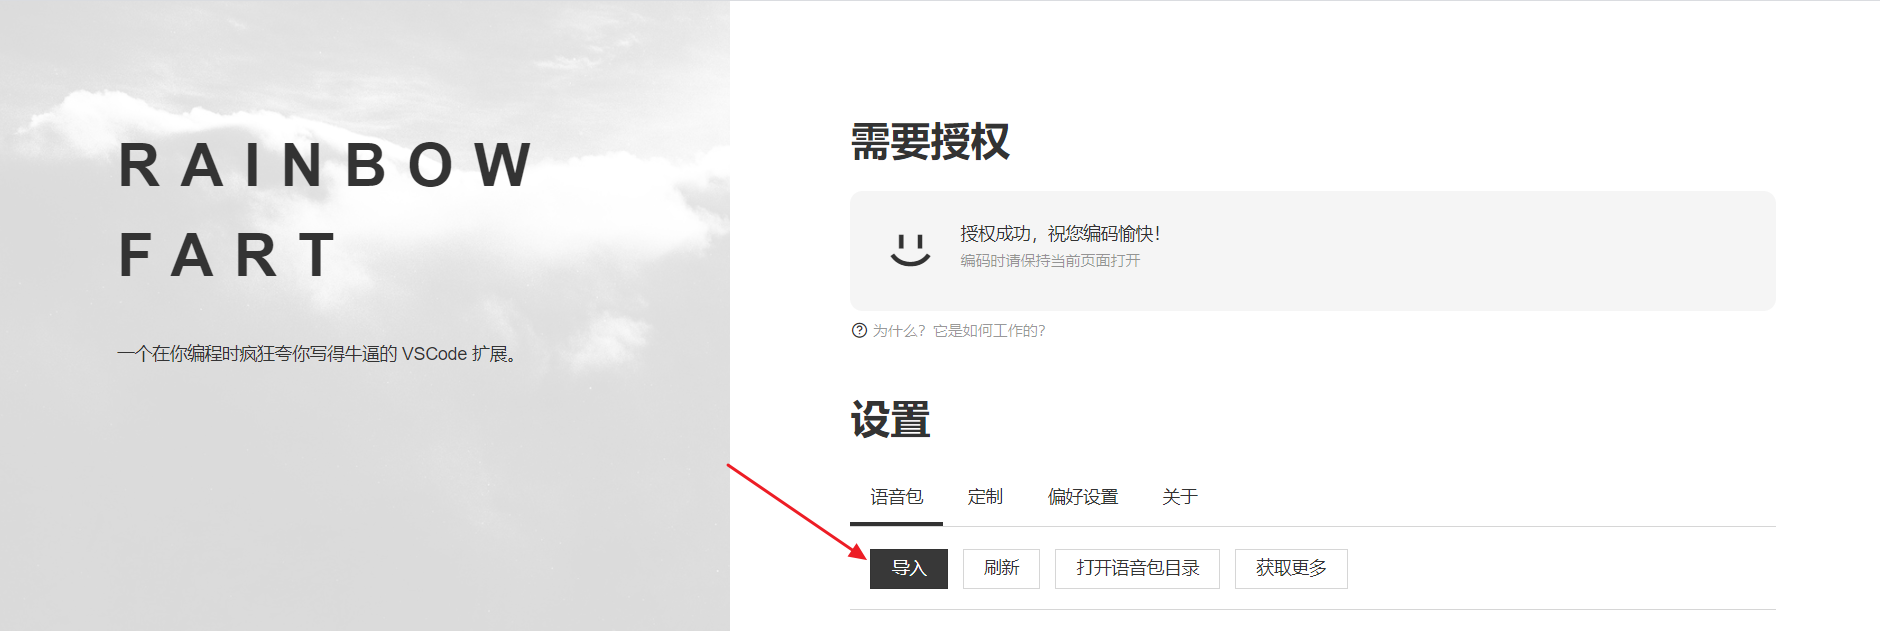 RAINBOW
FART
一个在你编程时疯狂夸你写得牛逼的 VSCode 扩展。
需要授权
授权成功，祝您编码愉快！
编码时请保持当前页面打开
为什么？它是如何工作的？
设置
语音包 定制 偏好设置 关于
导入 刷新 打开语音包目录 获取更多